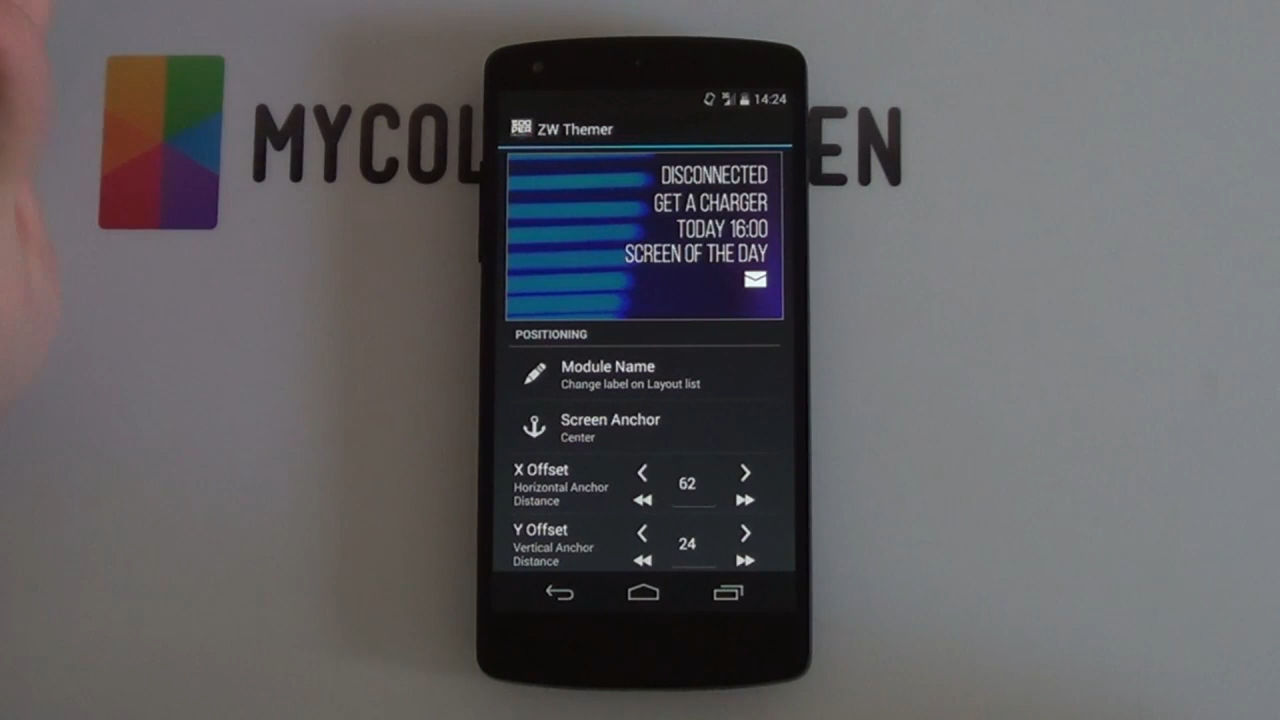 MYCOL
EN
14:24
ZW Themer
DISCONNECTED
GET A CHARGER
TODAY 16:00
SCREEN OF THE DAY
POSITIONING
Module Name
Change label on Layout list
Screen Anchor
Center
X Offset
Horizontal Anchor
Distance
62
Y Offset
Vertical Anchor
Distance
24